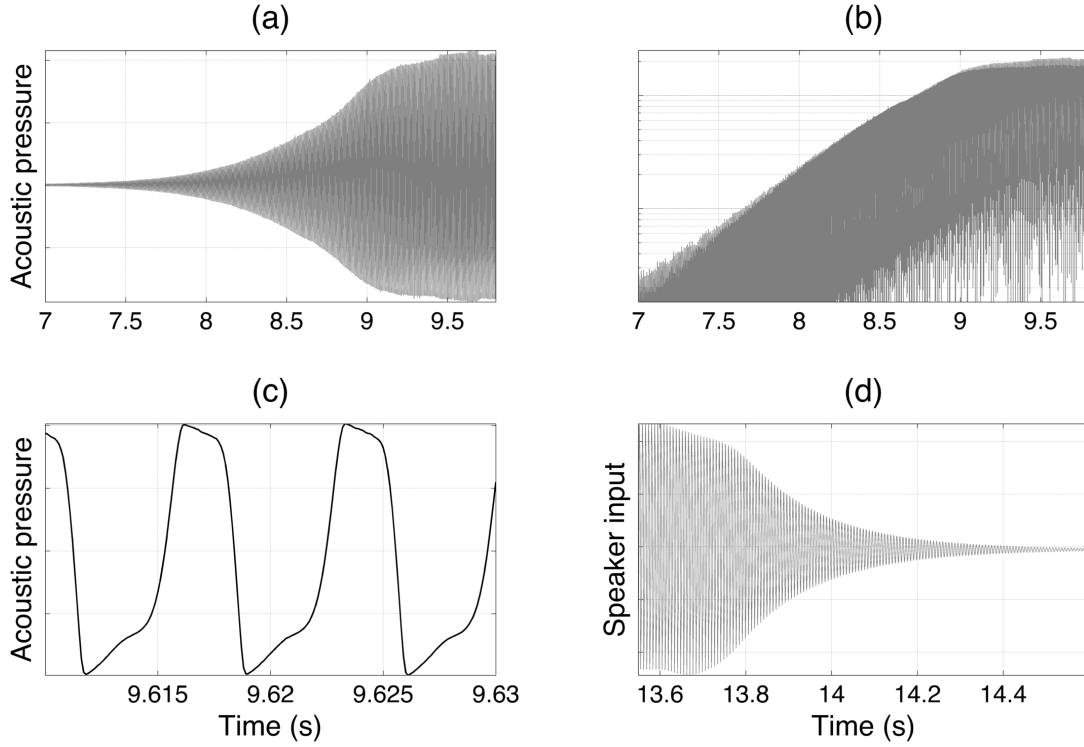 (a)
Acoustic pressure
7 7.5 8 8.5 9 9.5
(b)
7 7.5 8 8.5 9 9.5
(c)
Acoustic pressure
9.615 9.62 9.625 9.63
Time (s)
(d)
Speaker input
13.6 13.8 14 14.2 14.4
Time (s)